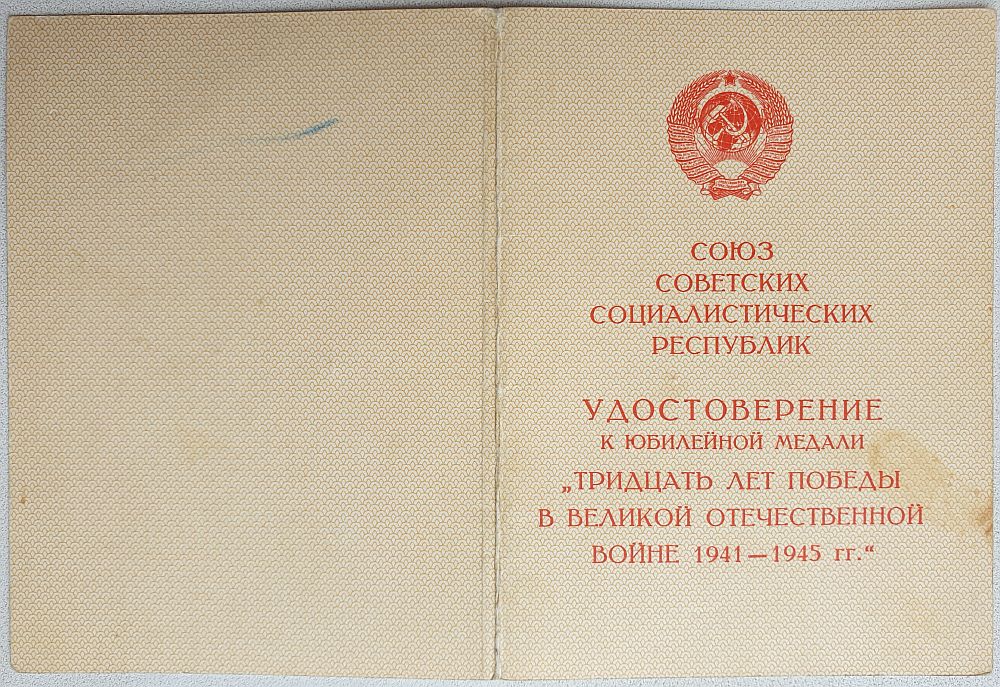 СОЮЗ
СОВЕТСКИХ
СОЦИАЛИСТИЧЕСКИХ
РЕСПУБЛИК
УДОСТОВЕРЕНИЕ
К ЮБИЛЕЙНОЙ МЕДАЛИ
„ТРИДЦАТЬ ЛЕТ ПОБЕДЫ
В ВЕЛИКОЙ ОТЕЧЕСТВЕННОЙ
ВОЙНЕ 1941—1945 гг.“